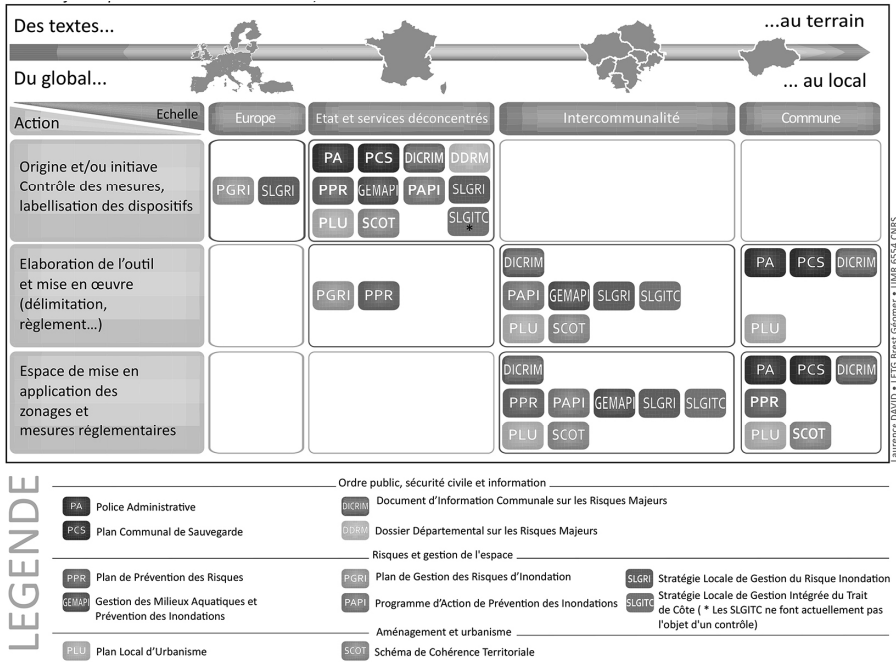 Des textes...
...au terrain
Du global...
... au local
Echelle
Action
Europe
Etat et services déconcentrés
Intercommunalité
Commune
Origine et/ou initiave
Contrôle des mesures,
labellisation des dispositifs
PGRI SLGRI
PA PCS DICRIM DDRM
PPR GEMAPI PAPI SLGRI
PLU SCOT SLGITC
*
Elaboration de l'outil
et mise en œuvre
(délimitation,
règlement...)
PGRI PPR
DICRIM
PAPI GEMAPI SLGRI SLGITC
PLU SCOT
PA PCS DICRIM
PLU
Espace de mise en
application des
zonages et
mesures réglementaires
DICRIM
PPR PAPI GEMAPI SLGRI SLGITC
PLU SCOT
PA PCS DICRIM
PPR
PLU SCOT
Laurence DAVID • LETG-Brest Géomer • UMR 6554 CNRS
LEGENDE
Ordre public, sécurité civile et information
PA Police Administrative
DICRIM Document d'Information Communale sur les Risques Majeurs
PCS Plan Communal de Sauvegarde
DDRM Dossier Départemental sur les Risques Majeurs
Risques et gestion de l'espace
PPR Plan de Prévention des Risques
PGRI Plan de Gestion des Risques d'Inondation
SLGRI Stratégie Locale de Gestion du Risque Inondation
GEMAPI Gestion des Milieux Aquatiques et
Prévention des Inondations
PAPI Programme d'Action de Prévention des Inondations
SLGITC Stratégie Locale de Gestion Intégrée du Trait
de Côte ( * Les SLGITC ne font actuellement pas
l'objet d'un contrôle)
Aménagement et urbanisme
PLU Plan Local d'Urbanisme
SCOT Schéma de Cohérence Territoriale